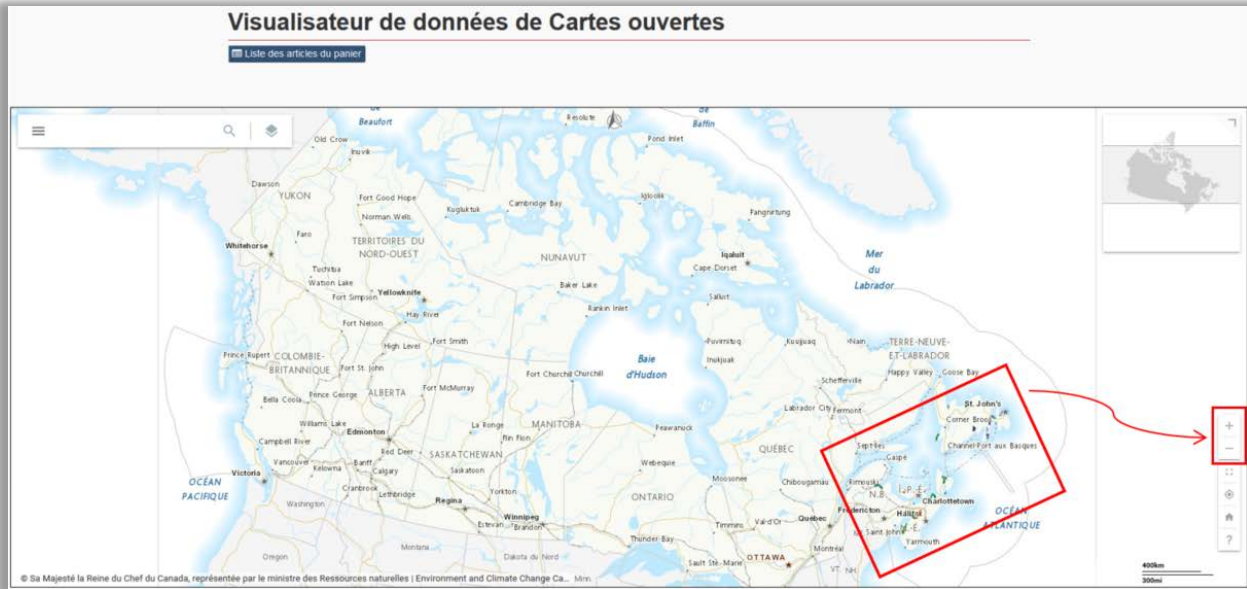 Visualisateur de données de Cartes ouvertes
Liste des articles du panier
de
Beaufort
Resolute
de
Baffin
Pond Inlet
Old Crow
Inuvik
Dawson
YUKON
Fort Good Hope
Norman Wells
Kugluktuk
Cambridge Bay
Igloolik
Pangnirtung
Faro
Whitehorse
TERRITOIRES DU
NORD-OUEST
NUNAVUT
Iqaluit
Cape Dorset
Mer
du
Labrador
Tuchitua
Watson Lake
Fort Simpson
Yellowknife
Baker Lake
Salluit
Hay River
Rankin Inlet
Fort Nelson
High Level
Fort Smith
Puvirnituq
Kuujjuaq
Nain
TERRE-NEUVE-
ET-LABRADOR
Prince Rupert
COLOMBIE-
BRITANNIQUE
Fort St. John
Baie
d'Hudson
Inukjuak
Fort Churchill
Churchill
Schefferville
Happy Valley
Goose Bay
Bella Coola
Prince George
ALBERTA
Fort McMurray
Labrador City
Fermont
St. John's
Corner Brook
Williams Lake
Edmonton
La Ronge
Flin Flon
MANITOBA
Peawanuck
Campbell River
Red Deer
SASKATCHEWAN
QUÉBEC
Sept-Îles
Channel-Port aux Basques
Vancouver
Kelowna
Banff
Calgary
Saskatoon
Webequie
Gaspé
Victoria
Cranbrook
Lethbridge
Regina
Yorkton
Moosonee
Chibougamau
Rimouski
OCÉAN
PACIFIQUE
ONTARIO
N.B.
Î.-P.-É.
Charlottetown
Washington
Winnipeg
Estevan
Brandon
Timmins
Val-d'Or
Québec
Fredericton
Halifax
OCÉAN
ATLANTIQUE
Saint John
Yarmouth
Thunder Bay
Montréal
Oregon
Montana
Dakota du Nord
Sault Ste-Marie
OTTAWA
VT
NH
© Sa Majesté la Reine du Chef du Canada, représentée par le ministre des Ressources naturelles | Environment and Climate Change Ca...
Minn.
400km
300mi